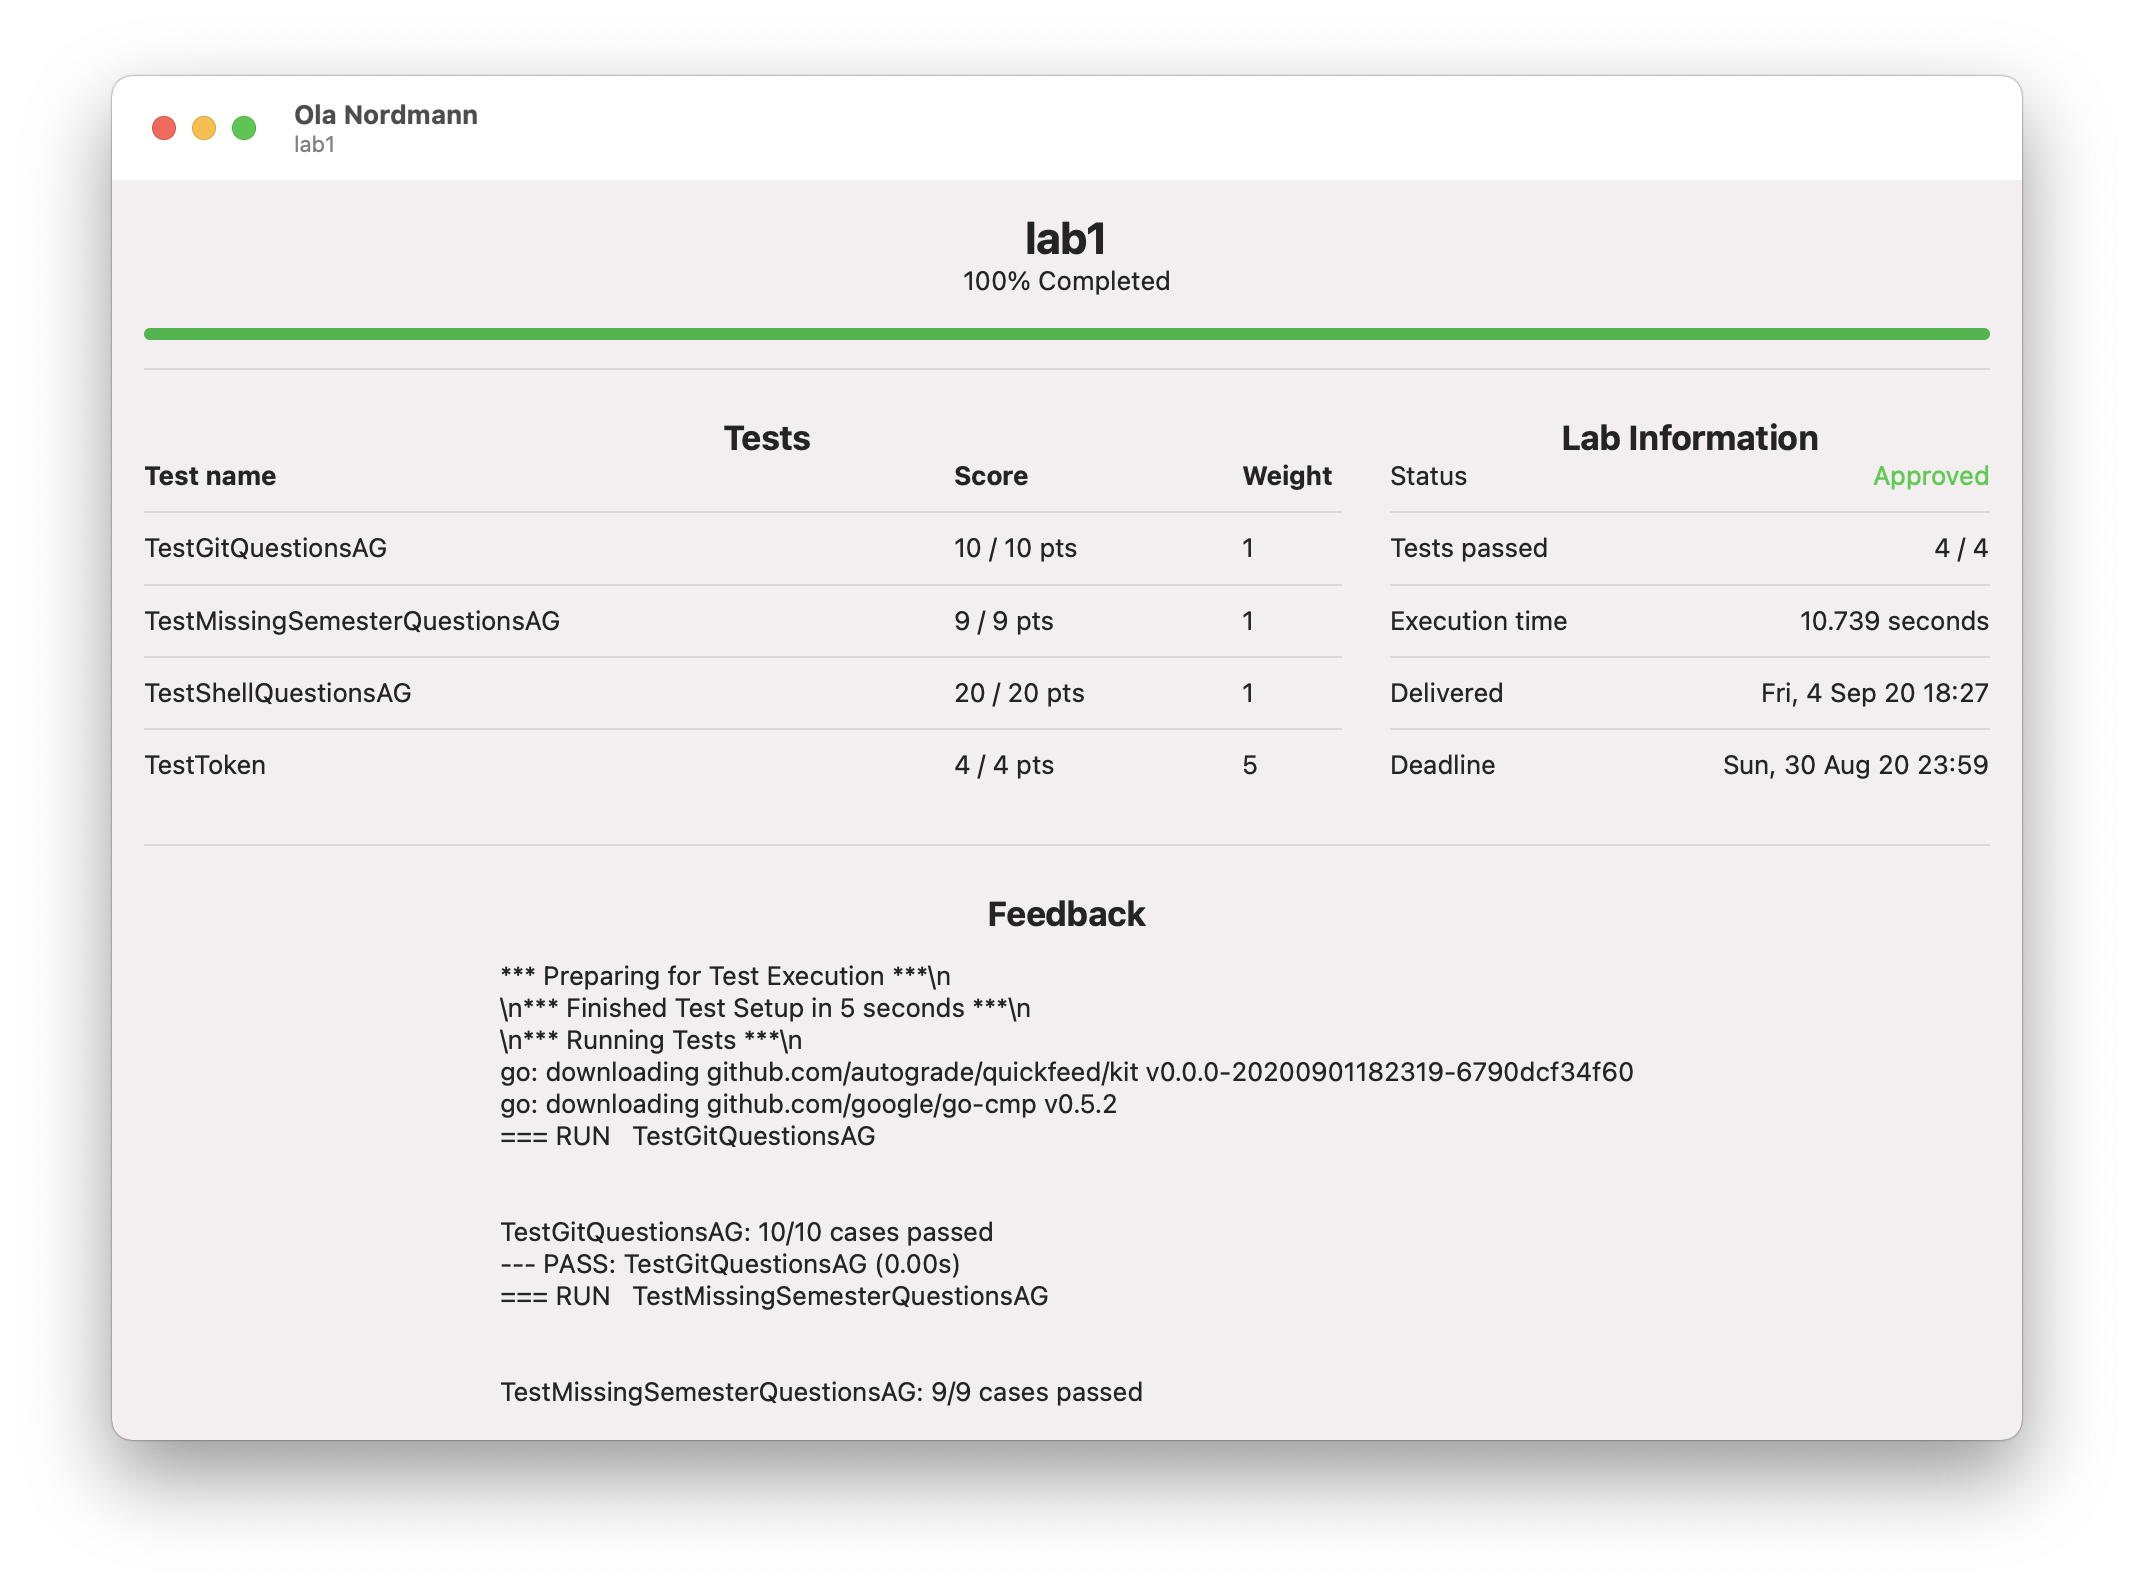 Ola Nordmann
lab1
lab1
100% Completed
Tests
Test name Score Weight
TestGitQuestionsAG 10 / 10 pts 1
TestMissingSemesterQuestionsAG 9 / 9 pts 1
TestShellQuestionsAG 20 / 20 pts 1
TestToken 4 / 4 pts 5
Lab Information
Status Approved
Tests passed 4 / 4
Execution time 10.739 seconds
Delivered Fri, 4 Sep 20 18:27
Deadline Sun, 30 Aug 20 23:59
Feedback
*** Preparing for Test Execution ***\n
\n*** Finished Test Setup in 5 seconds ***\n
\n*** Running Tests ***\n
go: downloading github.com/autograde/quickfeed/kit v0.0.0-20200901182319-6790dcf34f60
go: downloading github.com/google/go-cmp v0.5.2
=== RUN   TestGitQuestionsAG
TestGitQuestionsAG: 10/10 cases passed
--- PASS: TestGitQuestionsAG (0.00s)
=== RUN   TestMissingSemesterQuestionsAG
TestMissingSemesterQuestionsAG: 9/9 cases passed